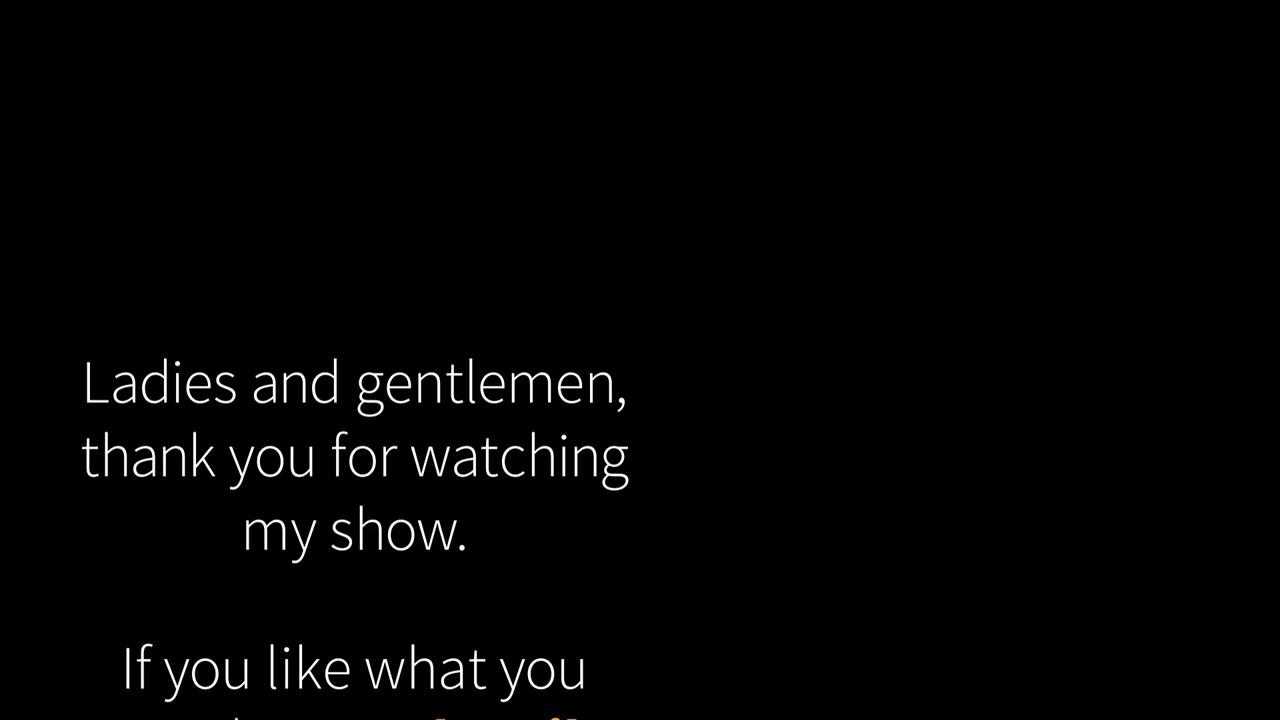 Ladies and gentlemen,
thank you for watching
my show.
If you like what you